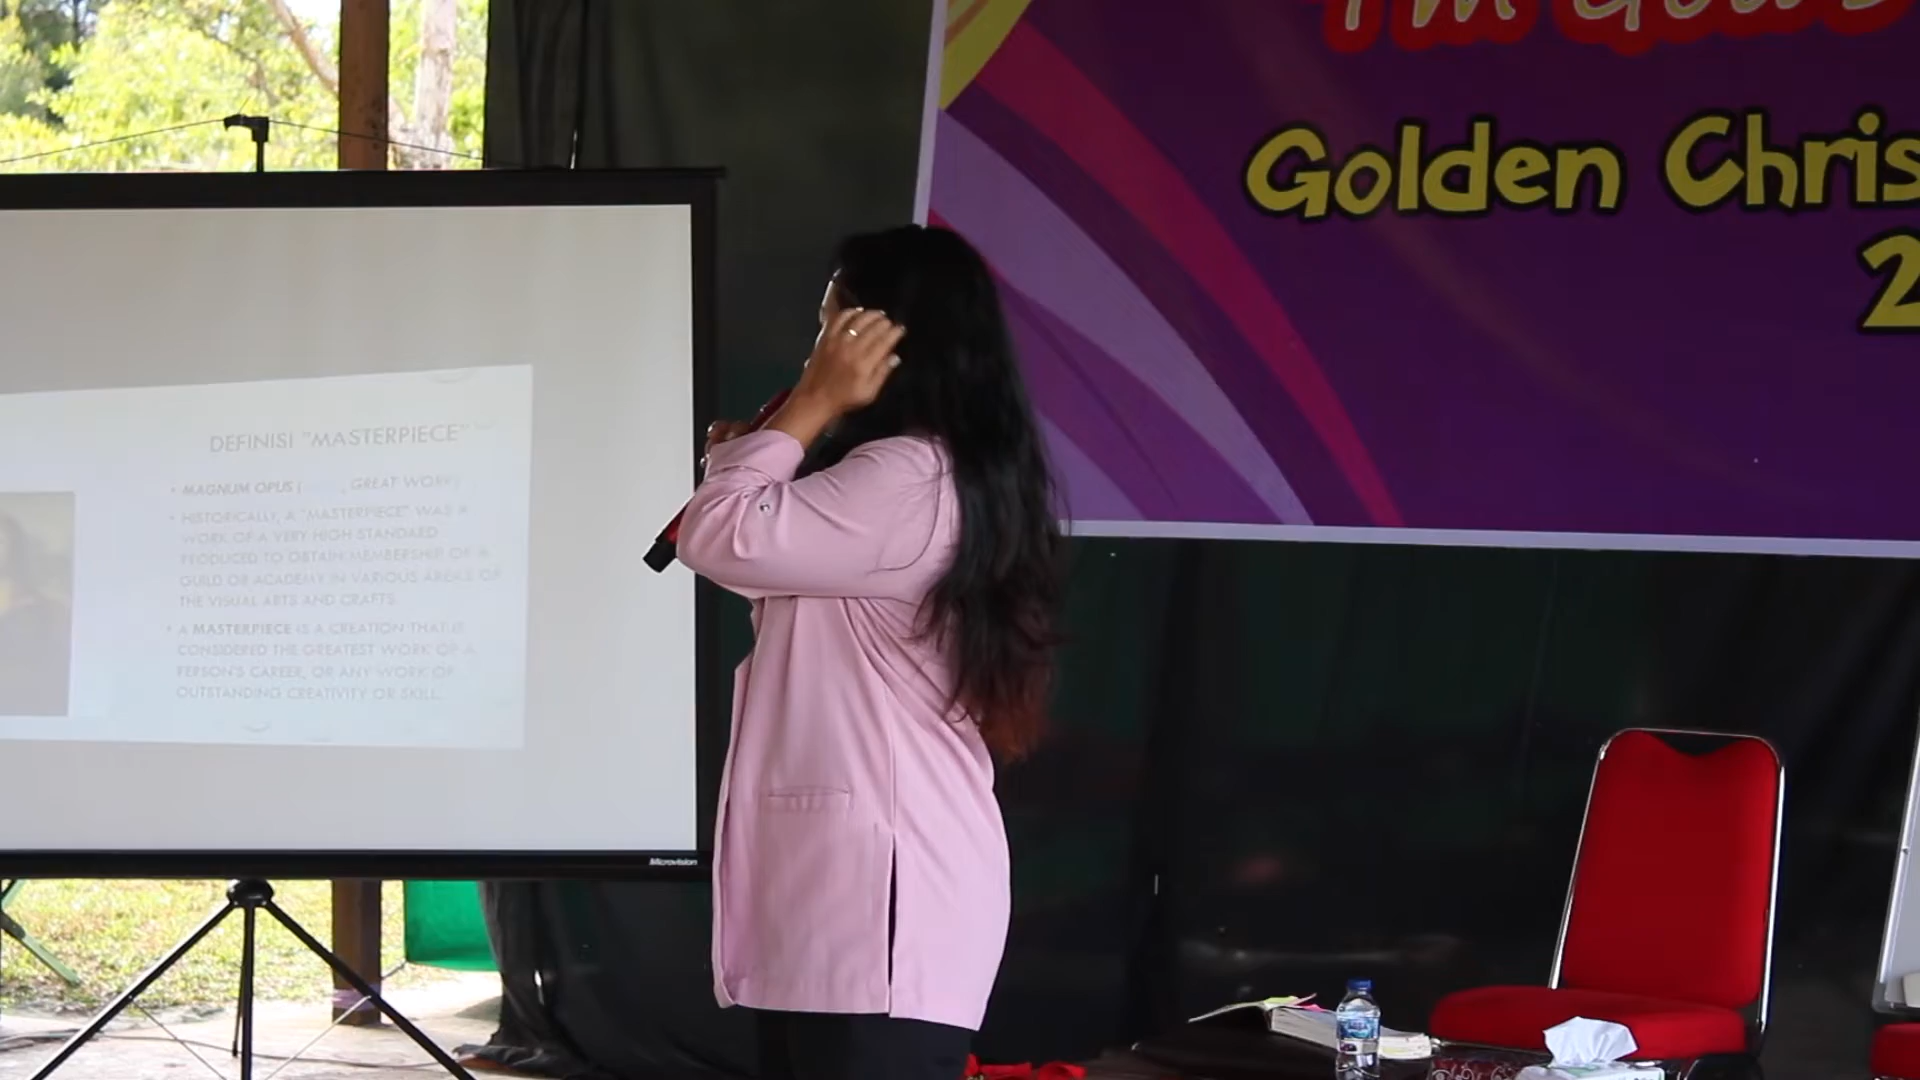 DEFINISI "MASTERPIECE"
• MAGNUM OPUS ( , GREAT WORK)
• HISTORICALLY, A "MASTERPIECE" WAS A
WORK OF A VERY HIGH STANDARD
PRODUCED TO OBTAIN MEMBERSHIP OF A
GUILD OR ACADEMY IN VARIOUS AREAS OF
THE VISUAL ARTS AND CRAFTS.
• A MASTERPIECE IS A CREATION THAT IS
CONSIDERED THE GREATEST WORK OF A
PERSON'S CAREER, OR ANY WORK OF
OUTSTANDING CREATIVITY OR SKILL.
Microvision
I'm God's
Golden Chris
2